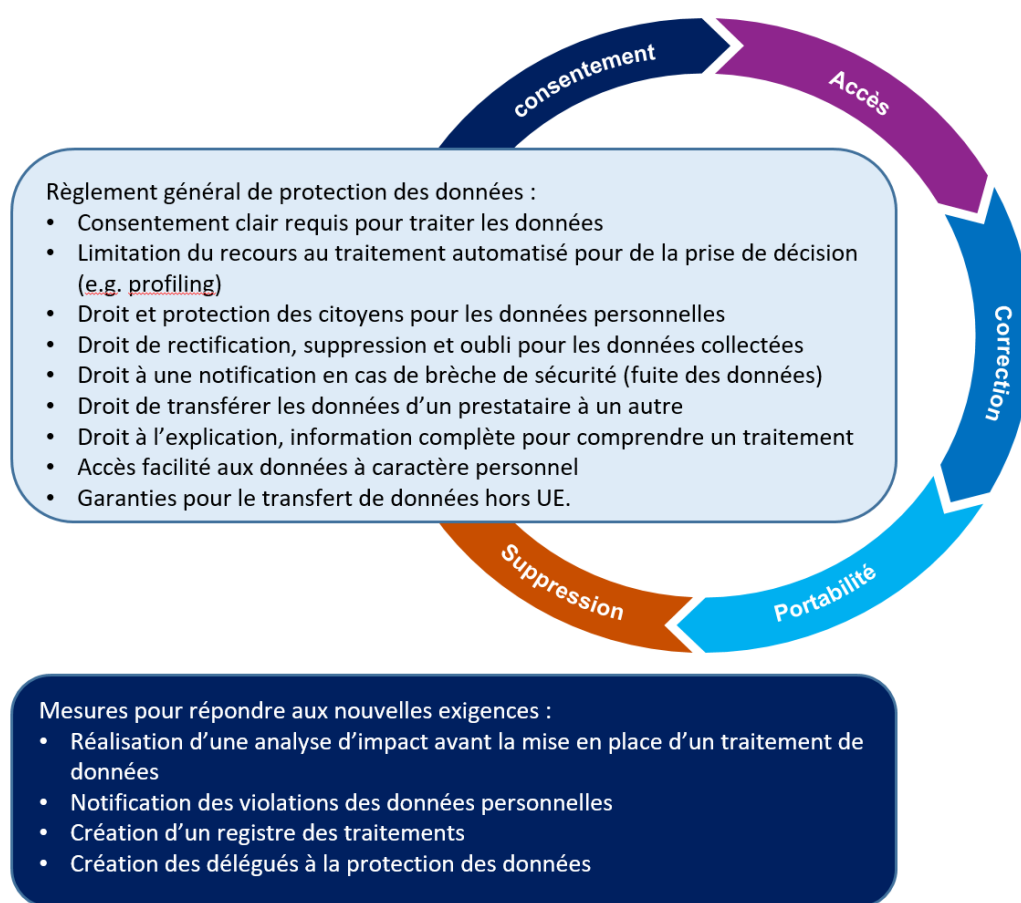 consentement
Accès
Règlement général de protection des données :
• Consentement clair requis pour traiter les données
• Limitation du recours au traitement automatisé pour de la prise de décision
(e.g. profiling)
• Droit et protection des citoyens pour les données personnelles
• Droit de rectification, suppression et oubli pour les données collectées
• Droit à une notification en cas de brèche de sécurité (fuite des données)
• Droit de transférer les données d’un prestataire à un autre
• Droit à l’explication, information complète pour comprendre un traitement
• Accès facilité aux données à caractère personnel
• Garanties pour le transfert de données hors UE.
Correction
Portabilité
Suppression
Mesures pour répondre aux nouvelles exigences :
• Réalisation d’une analyse d’impact avant la mise en place d’un traitement de
données
• Notification des violations des données personnelles
• Création d’un registre des traitements
• Création des délégués à la protection des données